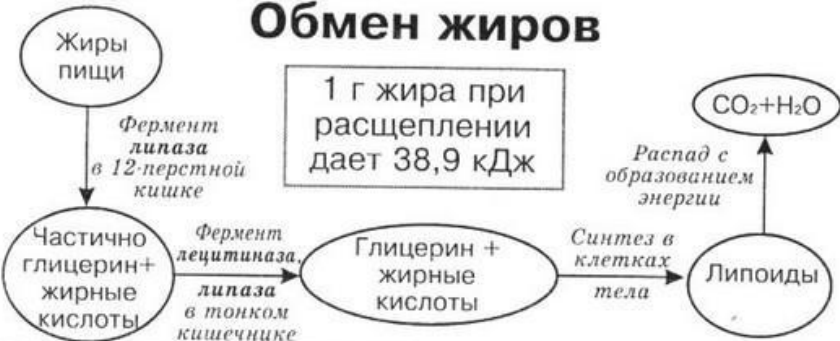 Обмен жиров
Жиры
пищи
1 г жира при
расщеплении
дает 38,9 кДж
CO₂+H₂O
Фермент
липаза
в 12-перстной
кишке
Распад с
образованием
энергии
Частично
глицерин+
жирные
кислоты
Фермент
лецитиназа,
липаза
в тонком
кишечнике
Глицерин +
жирные
кислоты
Синтез в
клетках
тела
Липоиды